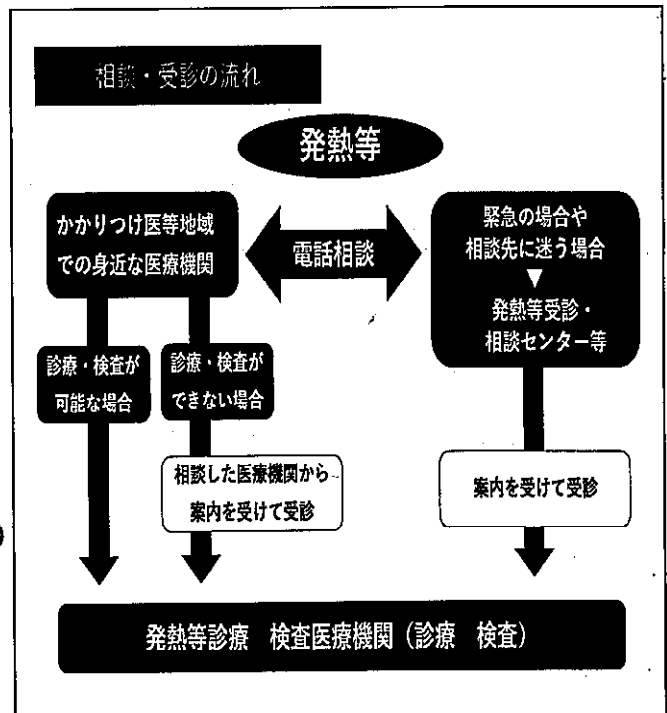 相談・受診の流れ
発熱等
かかりつけ医等地域
での身近な医療機関
電話相談
緊急の場合や
相談先に迷う場合
▼
発熱等受診・
相談センター等
診療・検査が
可能な場合
診療・検査が
できない場合
相談した医療機関から
案内を受けて受診
案内を受けて受診
発熱等診療　検査医療機関（診療　検査）